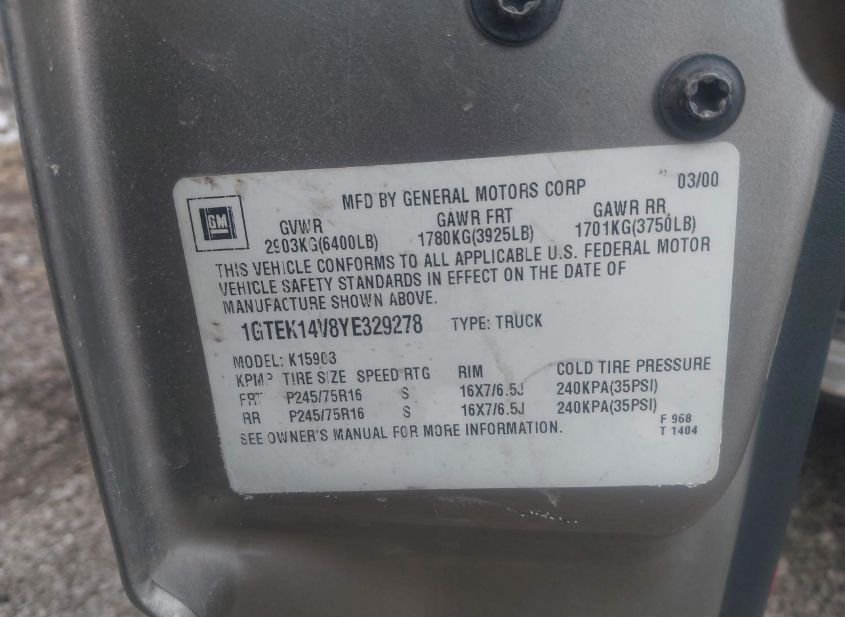 MFD BY GENERAL MOTORS CORP 03/00
GM
GVWR GAWR FRT GAWR RR
2903KG(6400LB) 1780KG(3925LB) 1701KG(3750LB)
THIS VEHICLE CONFORMS TO ALL APPLICABLE U.S. FEDERAL MOTOR
VEHICLE SAFETY STANDARDS IN EFFECT ON THE DATE OF
MANUFACTURE SHOWN ABOVE.
1GTEK14V8YE329278 TYPE: TRUCK
MODEL: K15903
TIRE SIZE SPEED RTG RIM COLD TIRE PRESSURE
FRT P245/75R16 S 16X7/6.5J 240KPA(35PSI)
RR P245/75R16 S 16X7/6.5J 240KPA(35PSI)
SEE OWNER'S MANUAL FOR MORE INFORMATION.
F 968
T 1404